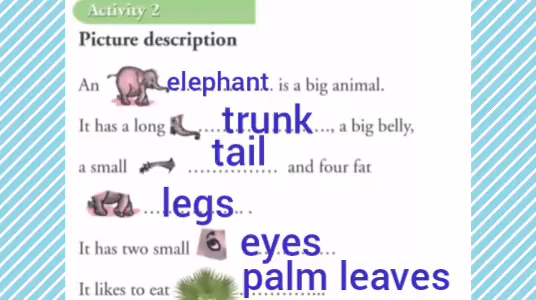 Activity 2
Picture description
An elephant is a big animal.
It has a long trunk ........................, a big belly,
a small tail ............... and four fat
legs .
It has two small eyes ...
It likes to eat palm leaves ...............